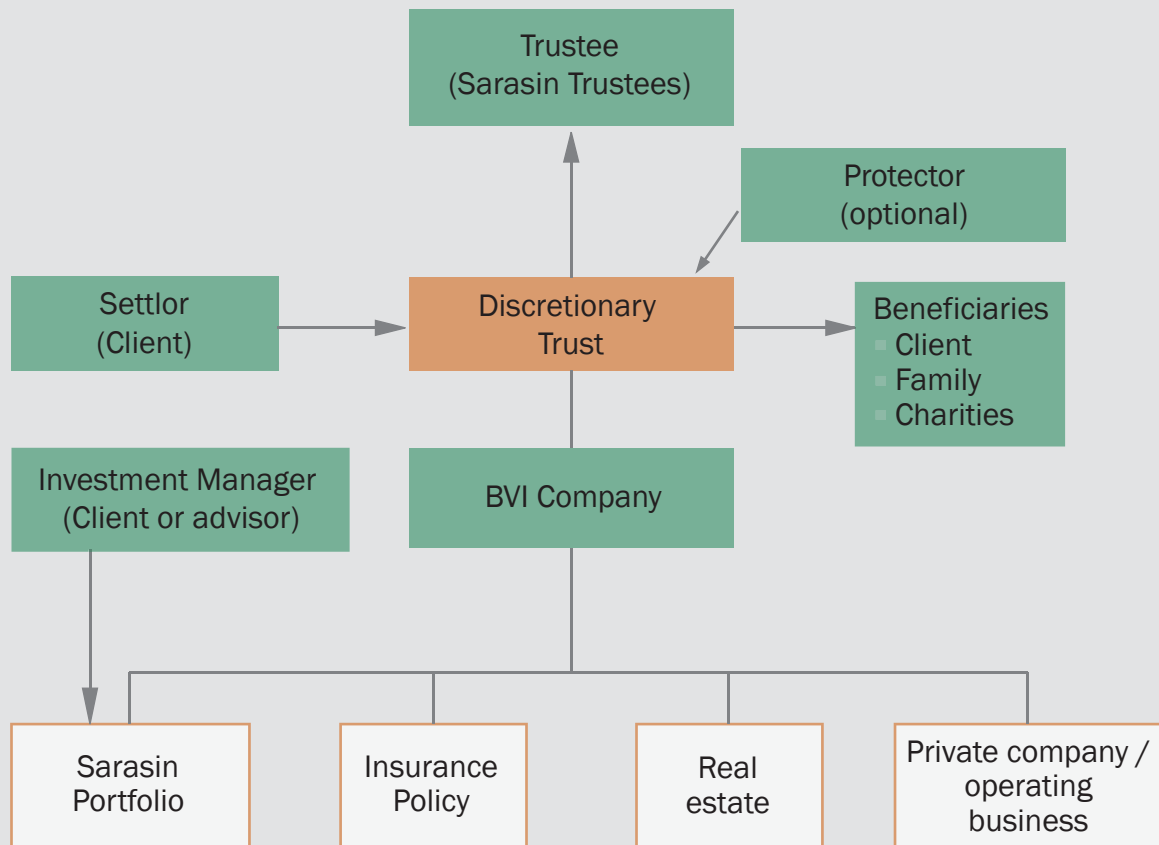 Trustee
(Sarasin Trustees)
Protector
(optional)
Settlor
(Client)
Discretionary
Trust
Beneficiaries
Client
Family
Charities
Investment Manager
(Client or advisor)
BVI Company
Sarasin
Portfolio
Insurance
Policy
Real
estate
Private company /
operating
business